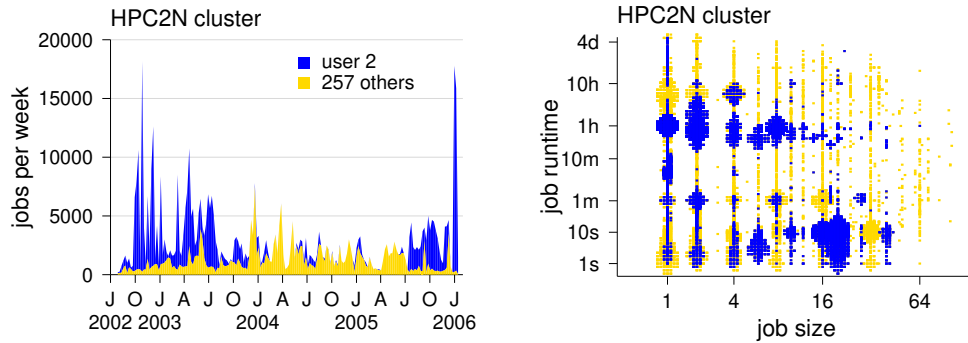 HPC2N cluster
jobs per week
20000
15000
10000
5000
0
user 2
257 others
J O J A J O J A J O J A J O J
2002 2003 2004 2005 2006
HPC2N cluster
job runtime
4d
10h
1h
10m
1m
10s
1s
1 4 16 64
job size